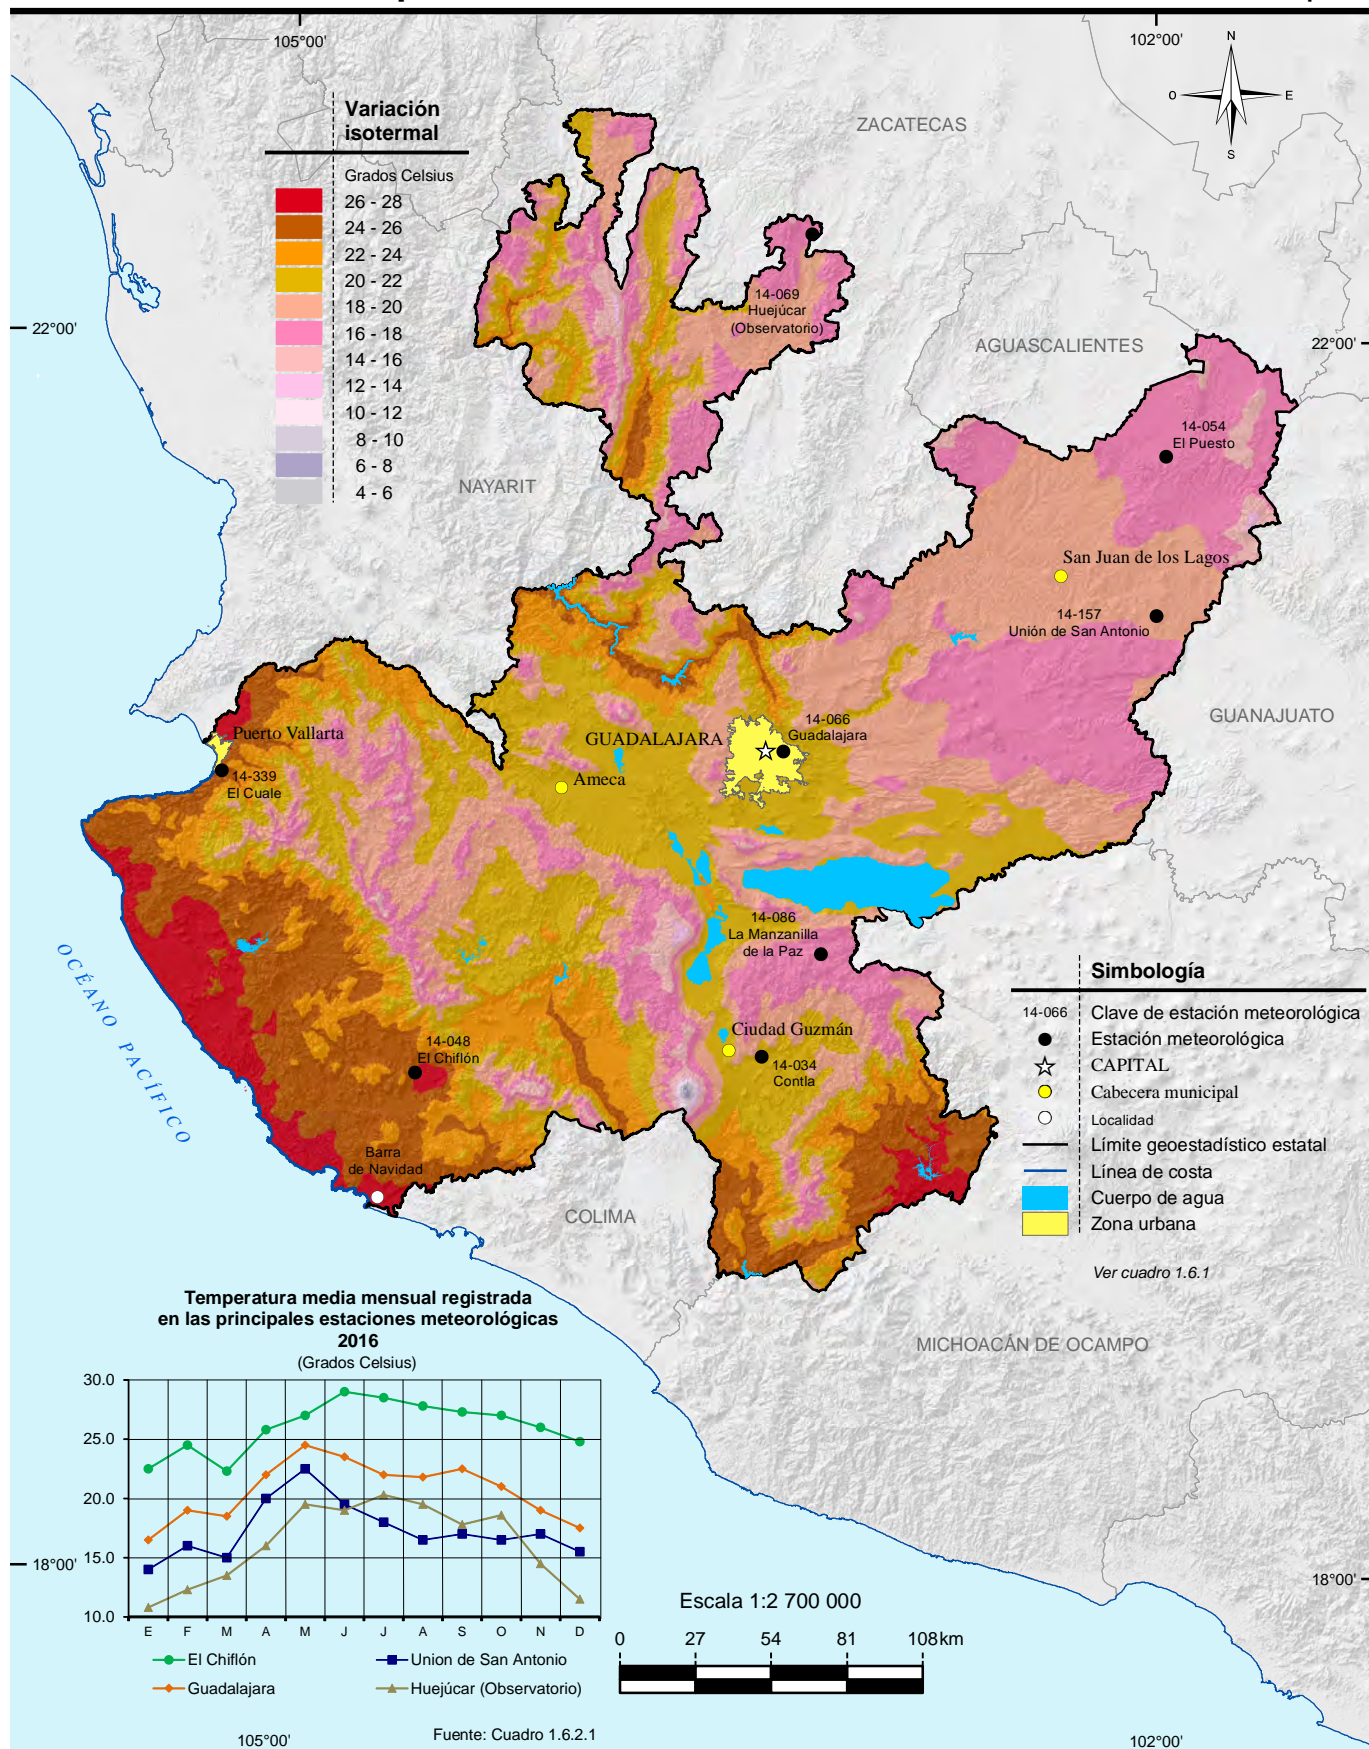 105°00'
102°00'
N
O
E
S
Variación
isotermal
Grados Celsius
26 - 28
24 - 26
22 - 24
20 - 22
18 - 20
16 - 18
14 - 16
12 - 14
10 - 12
8 - 10
6 - 8
4 - 6
ZACATECAS
14-069
Huejúcar
(Observatorio)
22°00'
22°00'
AGUASCALIENTES
14-054
El Puesto
NAYARIT
San Juan de los Lagos
14-157
Unión de San Antonio
GUANAJUATO
Puerto Vallarta
14-339
El Cuale
GUADALAJARA
14-066
Guadalajara
Ameca
14-086
La Manzanilla
de la Paz
OCÉANO PACÍFICO
14-048
El Chiflón
Ciudad Guzmán
14-034
Contla
Barra
de Navidad
COLIMA
MICHOACÁN DE OCAMPO
Simbología
14-066 Clave de estación meteorológica
Estación meteorológica
CAPITAL
Cabecera municipal
Localidad
Límite geoestadístico estatal
Línea de costa
Cuerpo de agua
Zona urbana
Ver cuadro 1.6.1
Temperatura media mensual registrada
en las principales estaciones meteorológicas
2016
(Grados Celsius)
30.0
25.0
20.0
15.0
10.0
E F M A M J J A S O N D
El Chiflón
Union de San Antonio
Guadalajara
Huejúcar (Observatorio)
Fuente: Cuadro 1.6.2.1
18°00'
18°00'
Escala 1:2 700 000
0 27 54 81 108km
105°00'
102°00'